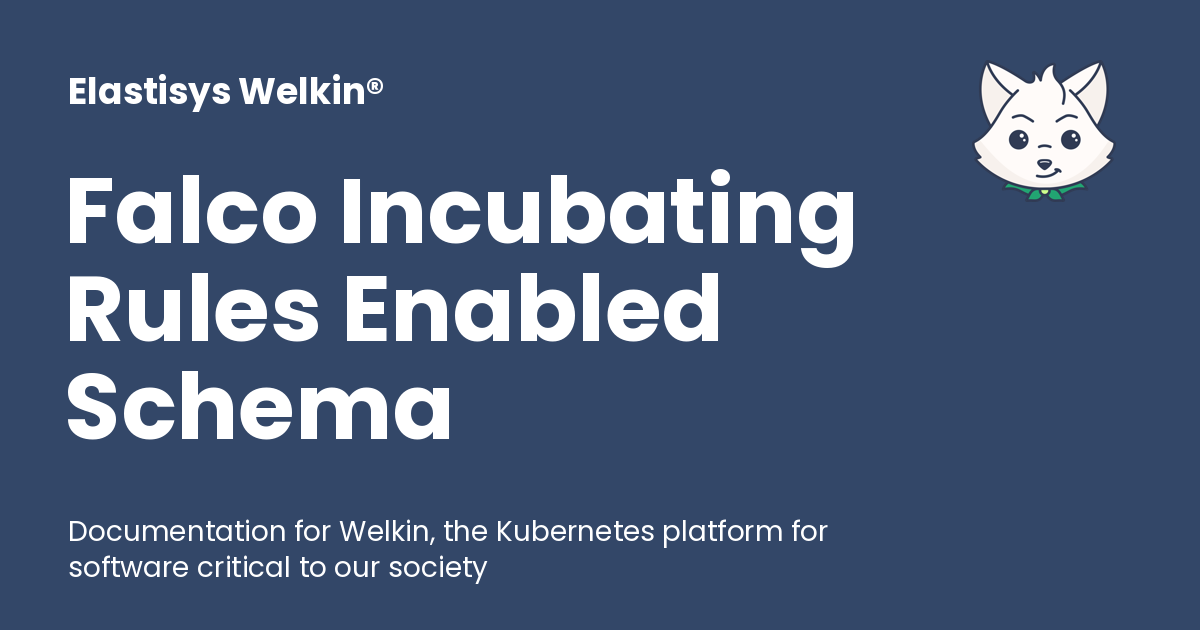 Elastisys Welkin®
Falco Incubating
Rules Enabled
Schema
Documentation for Welkin, the Kubernetes platform for
software critical to our society